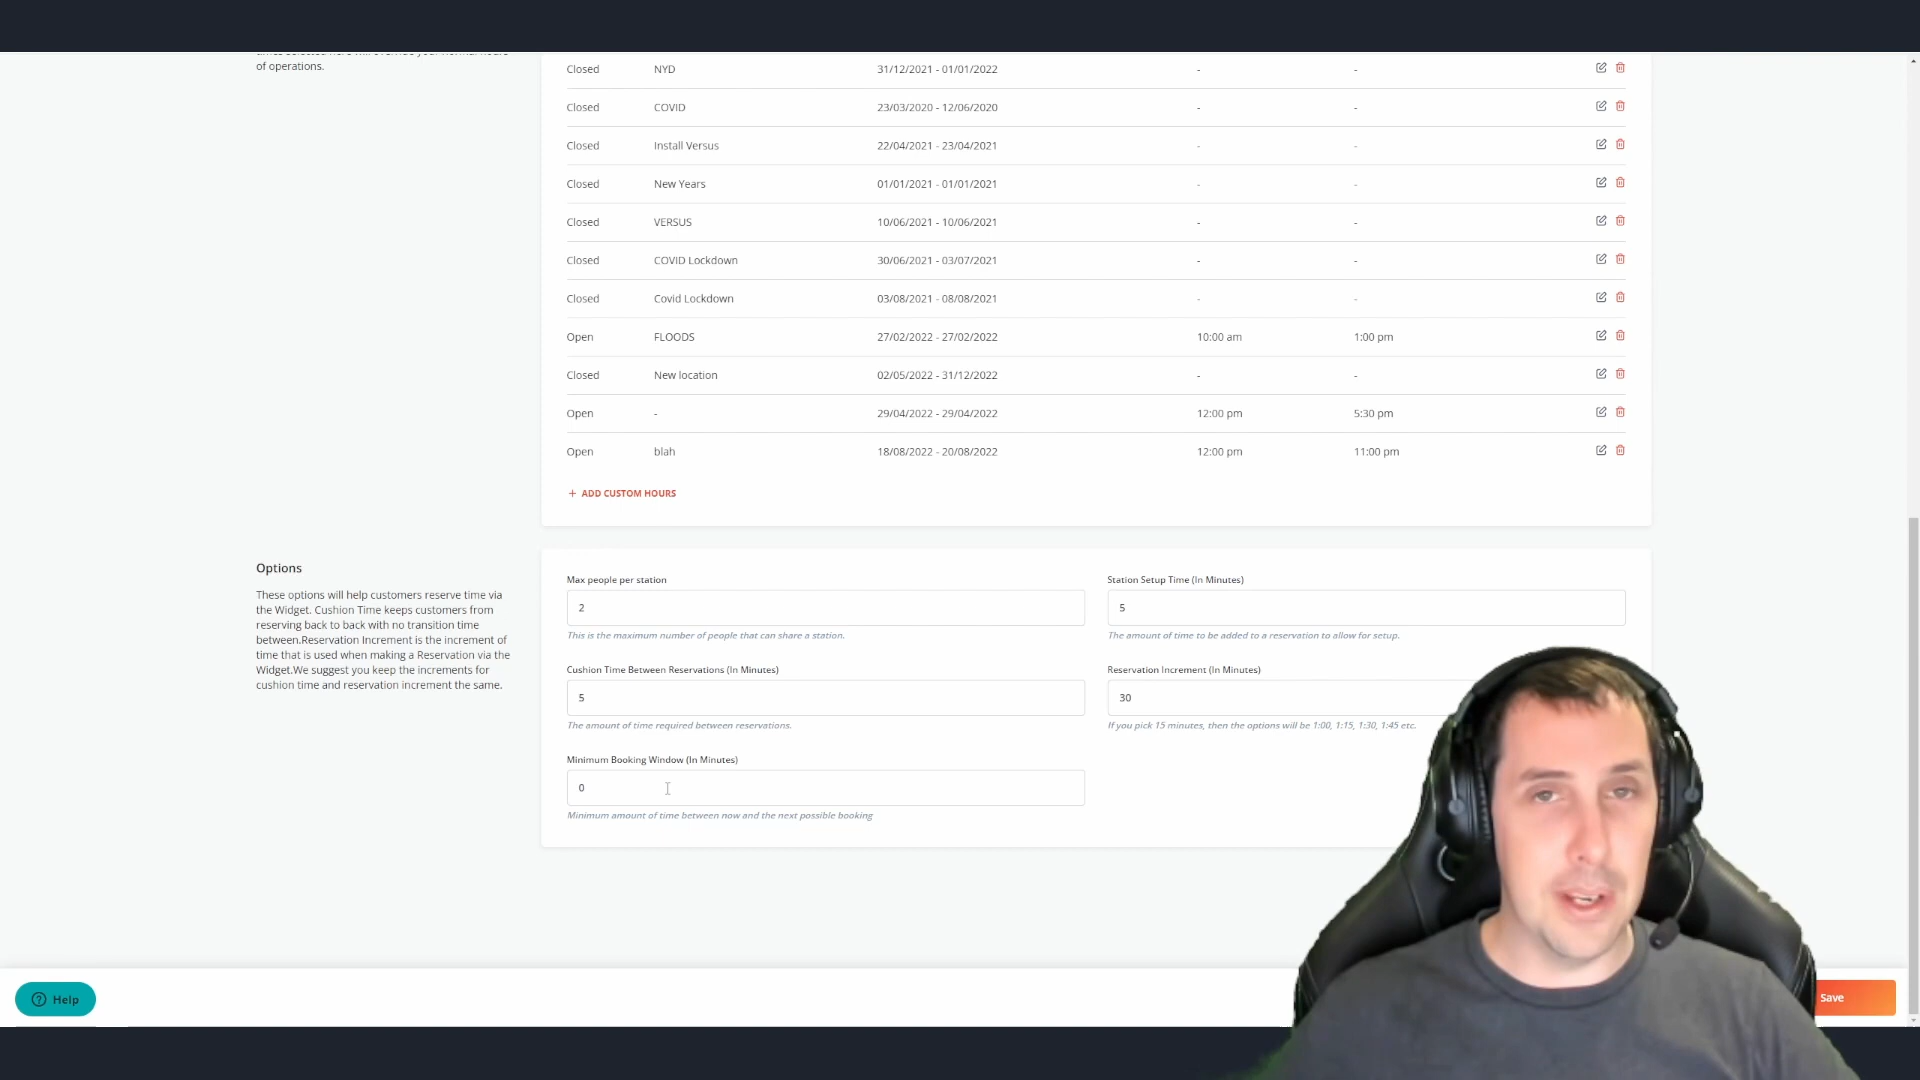 of operations.
Closed NYD 31/12/2021 - 01/01/2022 - -
Closed COVID 23/03/2020 - 12/06/2020 - -
Closed Install Versus 22/04/2021 - 23/04/2021 - -
Closed New Years 01/01/2021 - 01/01/2021 - -
Closed VERSUS 10/06/2021 - 10/06/2021 - -
Closed COVID Lockdown 30/06/2021 - 03/07/2021 - -
Closed Covid Lockdown 03/08/2021 - 08/08/2021 - -
Open FLOODS 27/02/2022 - 27/02/2022 10:00 am 1:00 pm
Closed New location 02/05/2022 - 31/12/2022 - -
Open - 29/04/2022 - 29/04/2022 12:00 pm 5:30 pm
Open blah 18/08/2022 - 20/08/2022 12:00 pm 11:00 pm
+ ADD CUSTOM HOURS
Options
These options will help customers reserve time via
the Widget. Cushion Time keeps customers from
reserving back to back with no transition time
between.Reservation Increment is the increment of
time that is used when making a Reservation via the
Widget.We suggest you keep the increments for
cushion time and reservation increment the same.
Max people per station
2
This is the maximum number of people that can share a station.
Station Setup Time (In Minutes)
5
The amount of time to be added to a reservation to allow for setup.
Cushion Time Between Reservations (In Minutes)
5
The amount of time required between reservations.
Reservation Increment (In Minutes)
30
If you pick 15 minutes, then the options will be 1:00, 1:15, 1:30, 1:45 etc.
Minimum Booking Window (In Minutes)
0
Minimum amount of time between now and the next possible booking
Help
Save